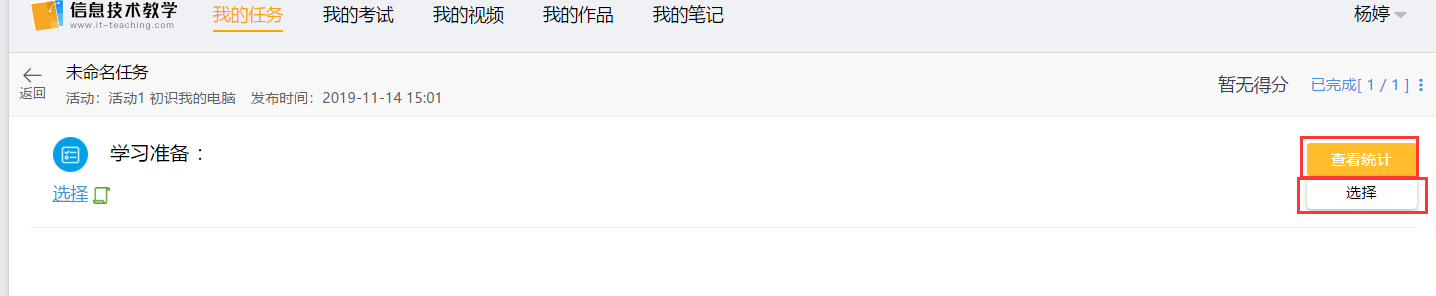 信息技术教学
www.it-teaching.com
我的任务 我的考试 我的视频 我的作品 我的笔记 杨婷
返回
未命名任务
活动：活动1 初识我的电脑 发布时间：2019-11-14 15:01
暂无得分 已完成[ 1 / 1 ]
学习准备：
查看统计
选择
选择